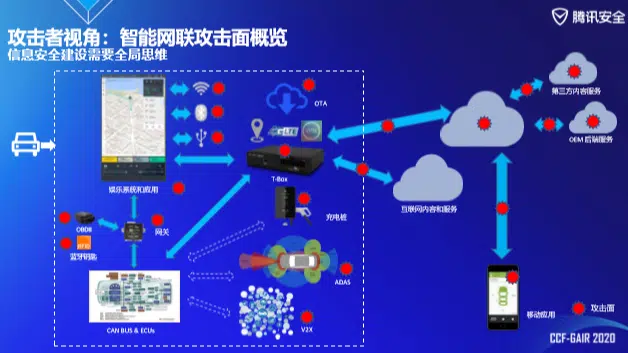 腾讯安全
攻击者视角：智能网联攻击面概览
信息安全建设需要全局思维
OTA
第三方内容服务
4G LTE
OEM 后端服务
T-Box
娱乐系统和应用
互联网内容和服务
OBDII
网关
充电桩
蓝牙钥匙
ADAS
CAN BUS & ECUs
V2X
移动应用
攻击面
CCF-GAIR 2020